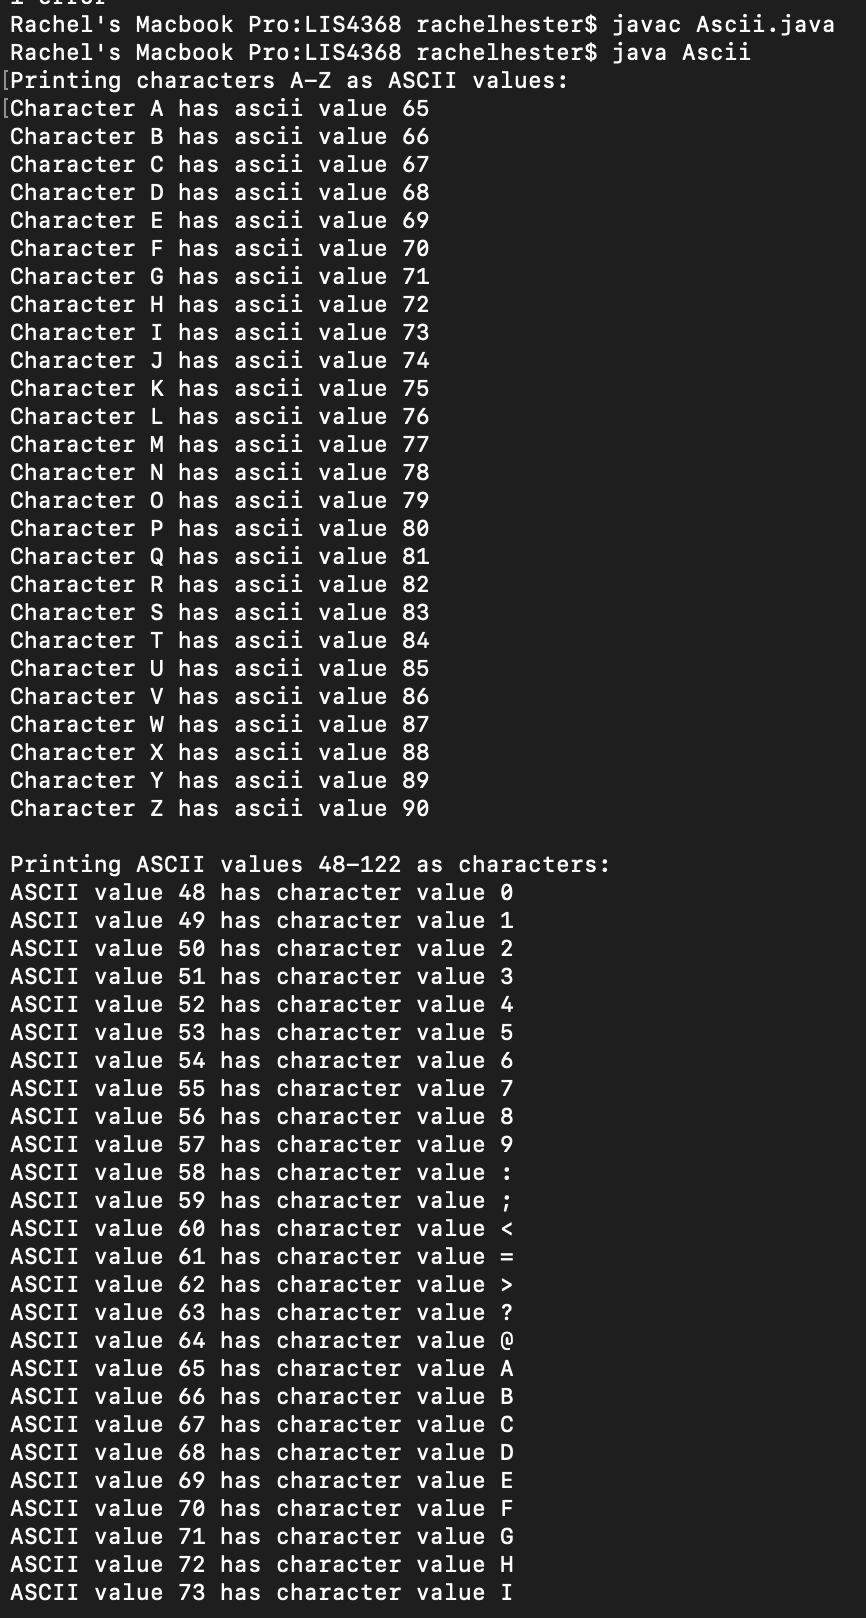 1 error
Rachel's Macbook Pro:LIS4368 rachelhester$ javac Ascii.java
Rachel's Macbook Pro:LIS4368 rachelhester$ java Ascii
[Printing characters A-Z as ASCII values:
[Character A has ascii value 65
Character B has ascii value 66
Character C has ascii value 67
Character D has ascii value 68
Character E has ascii value 69
Character F has ascii value 70
Character G has ascii value 71
Character H has ascii value 72
Character I has ascii value 73
Character J has ascii value 74
Character K has ascii value 75
Character L has ascii value 76
Character M has ascii value 77
Character N has ascii value 78
Character O has ascii value 79
Character P has ascii value 80
Character Q has ascii value 81
Character R has ascii value 82
Character S has ascii value 83
Character T has ascii value 84
Character U has ascii value 85
Character V has ascii value 86
Character W has ascii value 87
Character X has ascii value 88
Character Y has ascii value 89
Character Z has ascii value 90

Printing ASCII values 48-122 as characters:
ASCII value 48 has character value 0
ASCII value 49 has character value 1
ASCII value 50 has character value 2
ASCII value 51 has character value 3
ASCII value 52 has character value 4
ASCII value 53 has character value 5
ASCII value 54 has character value 6
ASCII value 55 has character value 7
ASCII value 56 has character value 8
ASCII value 57 has character value 9
ASCII value 58 has character value :
ASCII value 59 has character value ;
ASCII value 60 has character value <
ASCII value 61 has character value =
ASCII value 62 has character value >
ASCII value 63 has character value ?
ASCII value 64 has character value @
ASCII value 65 has character value A
ASCII value 66 has character value B
ASCII value 67 has character value C
ASCII value 68 has character value D
ASCII value 69 has character value E
ASCII value 70 has character value F
ASCII value 71 has character value G
ASCII value 72 has character value H
ASCII value 73 has character value I